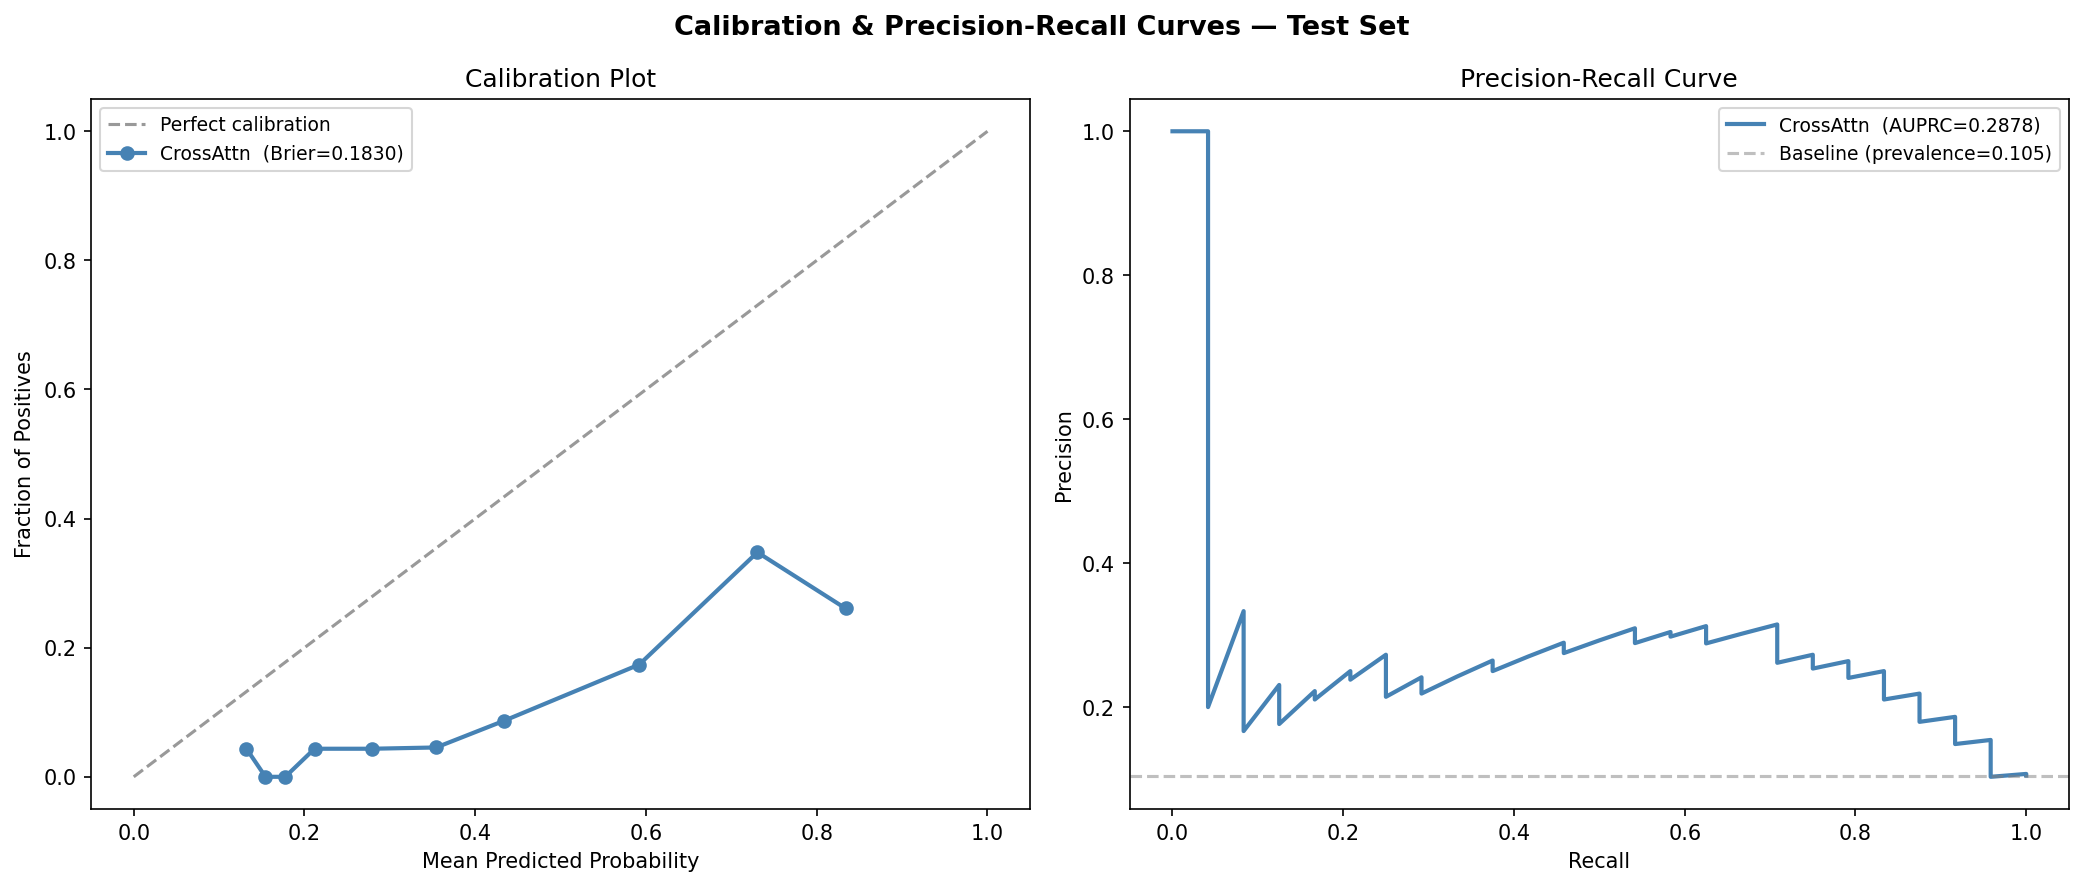 Calibration & Precision-Recall Curves — Test Set
Calibration Plot
Perfect calibration
CrossAttn (Brier=0.1830)
Fraction of Positives
1.0
0.8
0.6
0.4
0.2
0.0
0.0 0.2 0.4 0.6 0.8 1.0
Mean Predicted Probability
Precision-Recall Curve
CrossAttn (AUPRC=0.2878)
Baseline (prevalence=0.105)
Precision
1.0
0.8
0.6
0.4
0.2
0.0 0.2 0.4 0.6 0.8 1.0
Recall